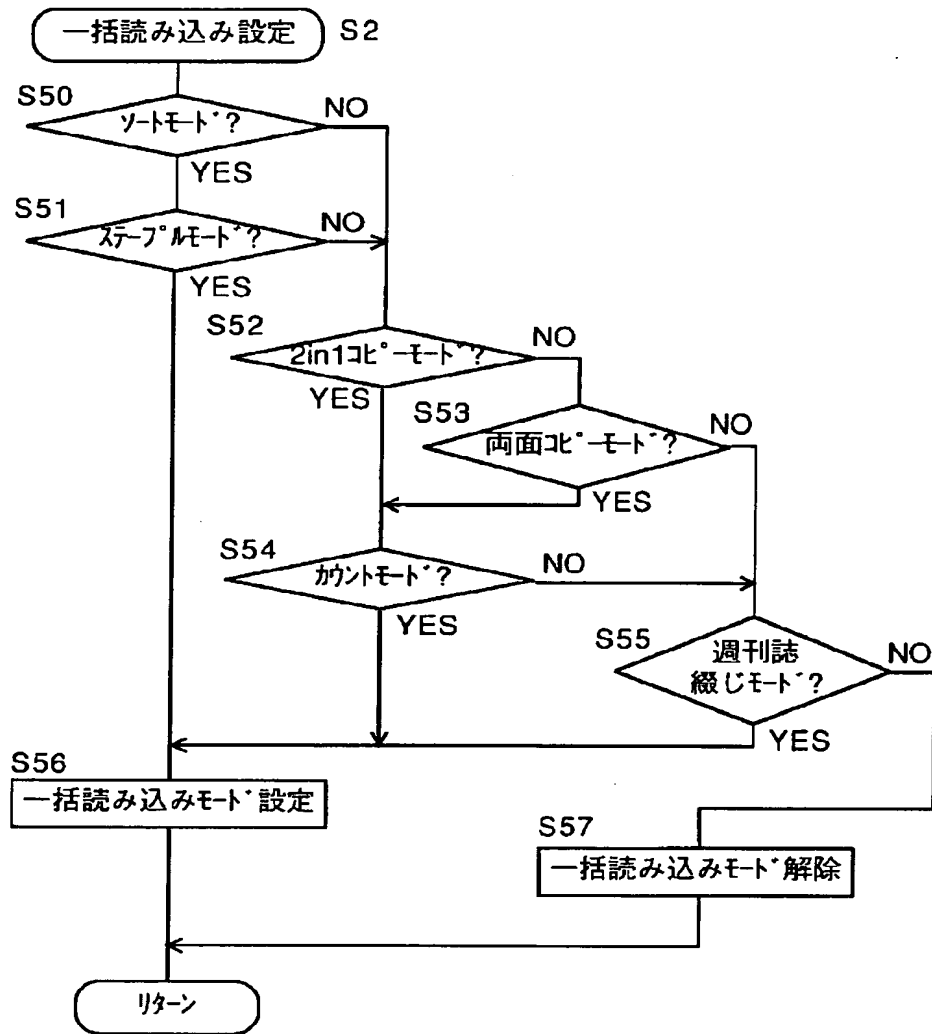 一括読み込み設定 S2
S50
ｿｰﾄﾓｰﾄﾞ?
NO
YES
S51
ｽﾃｰﾌﾟﾙﾓｰﾄﾞ?
NO
YES
S52
2in1ｺﾋﾟｰﾓｰﾄﾞ?
NO
YES
S53
両面ｺﾋﾟｰﾓｰﾄﾞ?
NO
YES
S54
ｶｳﾝﾄﾓｰﾄﾞ?
NO
YES
S55
週刊誌
綴じﾓｰﾄﾞ?
NO
YES
S56
一括読み込みﾓｰﾄﾞ設定
S57
一括読み込みﾓｰﾄﾞ解除
ﾘﾀｰﾝ